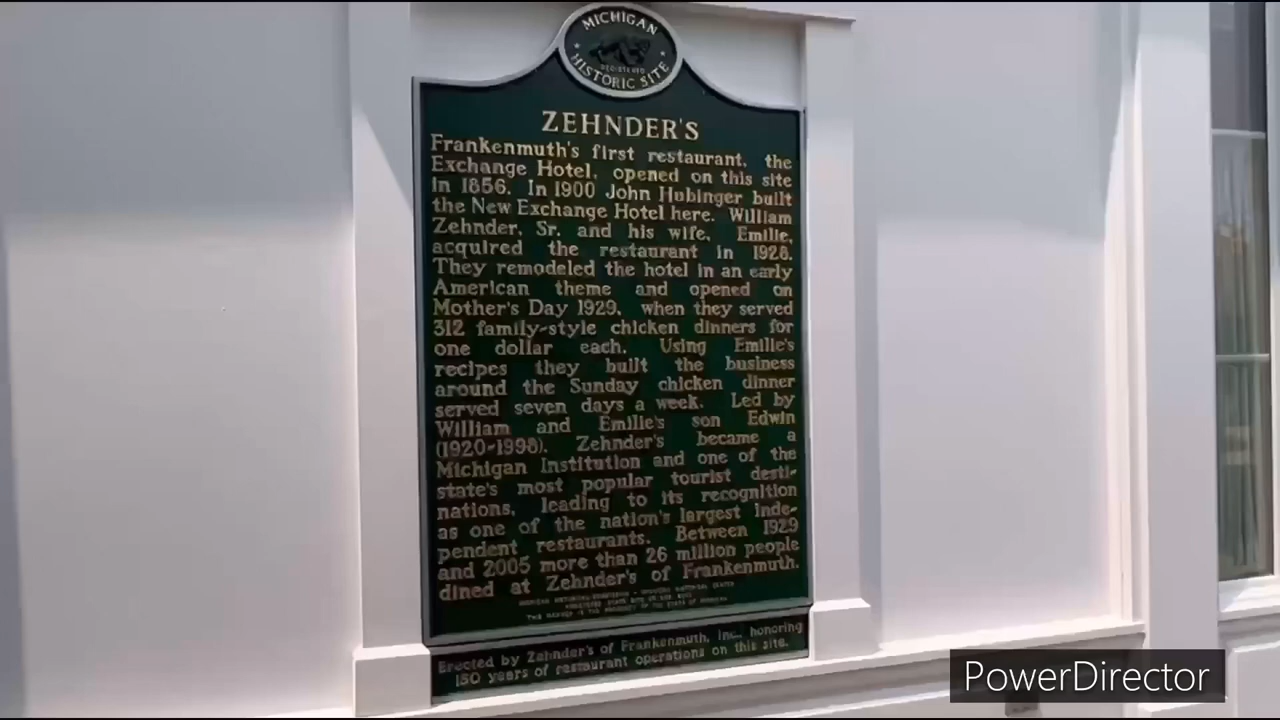 MICHIGAN
REGISTERED
HISTORIC SITE
ZEHNDER'S
Frankenmuth's first restaurant, the
Exchange Hotel, opened on this site
in 1856. In 1900 John Hubinger built
the New Exchange Hotel here. William
Zehnder, Sr. and his wife, Emilie,
acquired the restaurant in 1928.
They remodeled the hotel in an early
American theme and opened on
Mother's Day 1929, when they served
312 family-style chicken dinners for
one dollar each. Using Emilie's
recipes they built the business
around the Sunday chicken dinner
served seven days a week. Led by
William and Emilie's son Edwin
(1920-1998), Zehnder's became a
Michigan Institution and one of the
state's most popular tourist desti-
nations, leading to its recognition
as one of the nation's largest inde-
pendent restaurants. Between 1929
and 2005 more than 26 million people
dined at Zehnder's of Frankenmuth.
Erected by Zehnder's of Frankenmuth, Inc., honoring
150 years of restaurant operations on this site.
PowerDirector